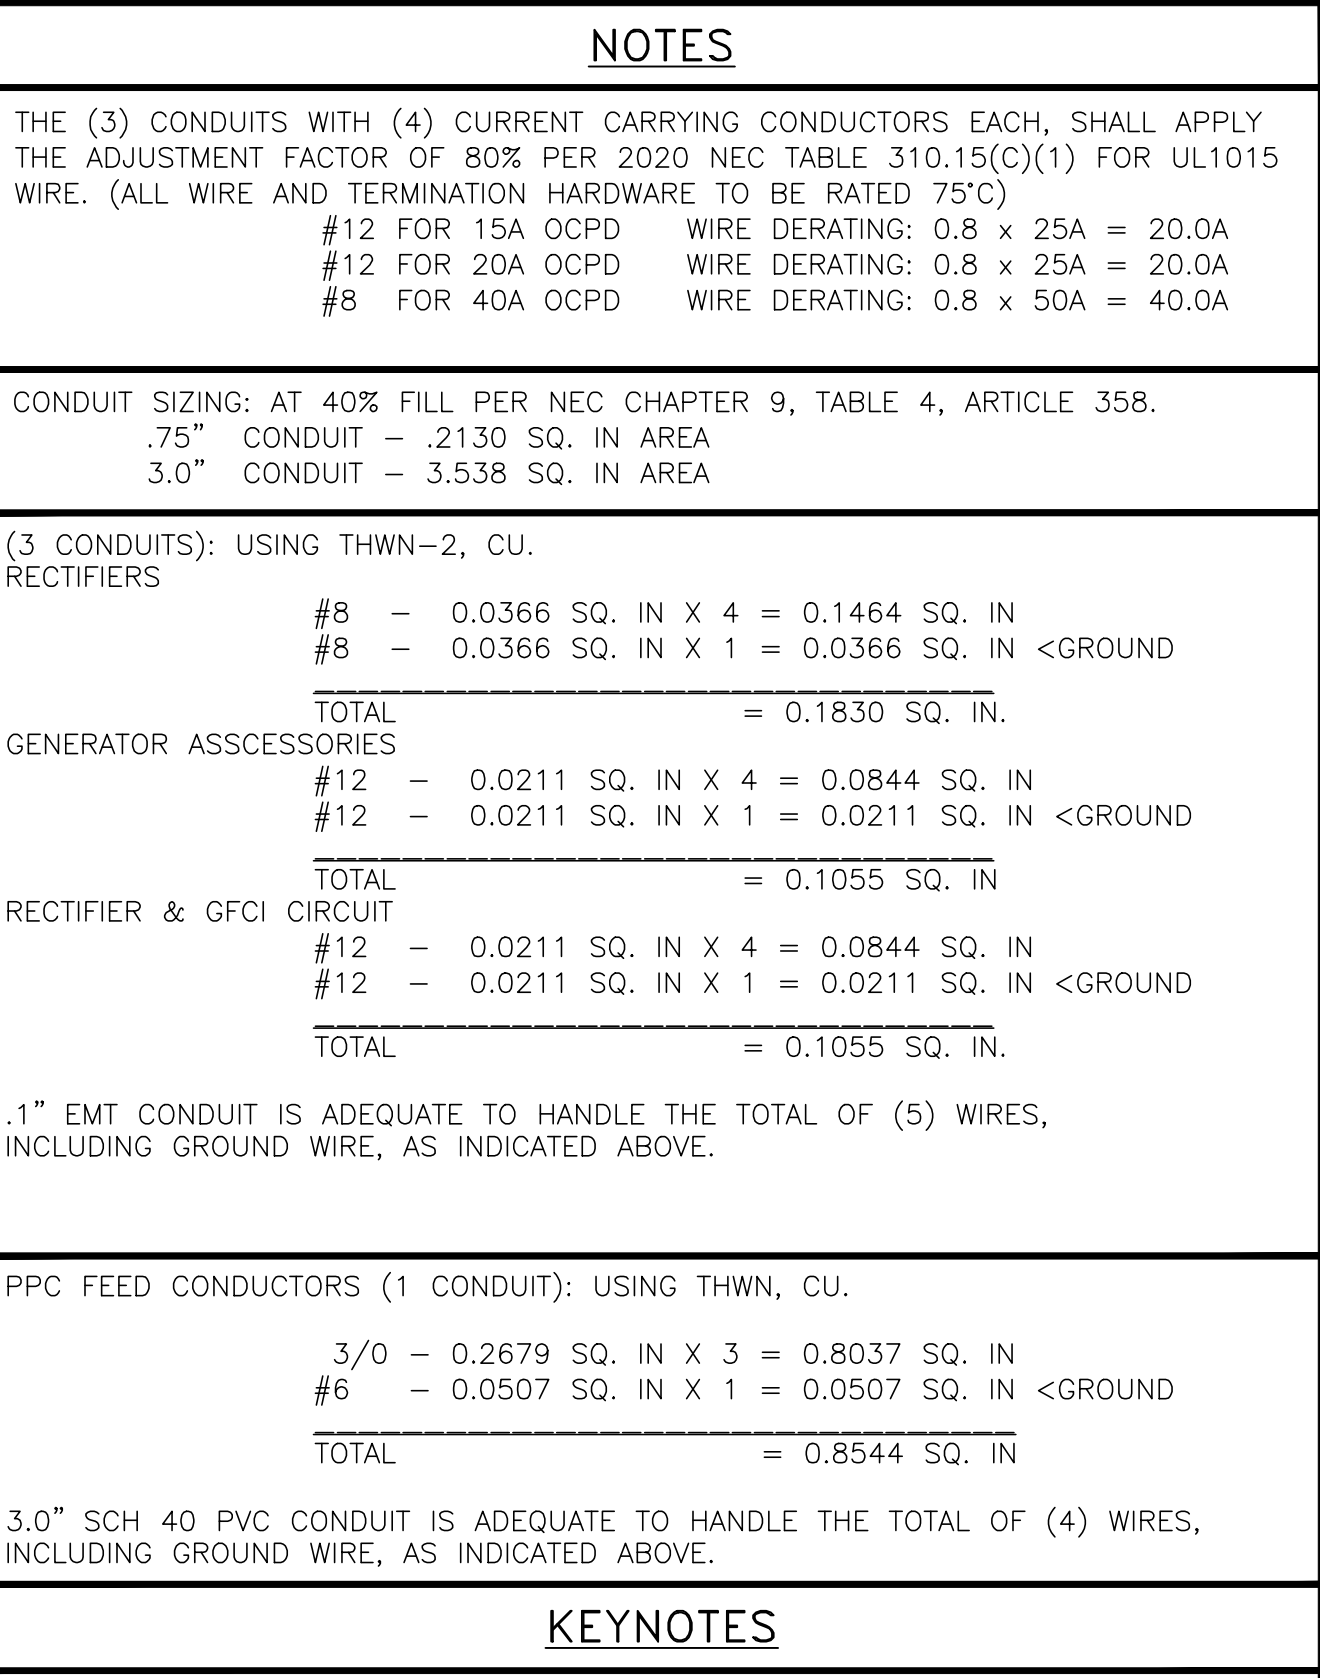 NOTES
THE (3) CONDUITS WITH (4) CURRENT CARRYING CONDUCTORS EACH, SHALL APPLY
THE ADJUSTMENT FACTOR OF 80% PER 2020 NEC TABLE 310.15(C)(1) FOR UL1015
WIRE. (ALL WIRE AND TERMINATION HARDWARE TO BE RATED 75°C)
#12 FOR 15A OCPD WIRE DERATING: 0.8 x 25A = 20.0A
#12 FOR 20A OCPD WIRE DERATING: 0.8 x 25A = 20.0A
#8 FOR 40A OCPD WIRE DERATING: 0.8 x 50A = 40.0A
CONDUIT SIZING: AT 40% FILL PER NEC CHAPTER 9, TABLE 4, ARTICLE 358.
.75" CONDUIT – .2130 SQ. IN AREA
3.0" CONDUIT – 3.538 SQ. IN AREA
(3 CONDUITS): USING THWN–2, CU.
RECTIFIERS
#8 – 0.0366 SQ. IN X 4 = 0.1464 SQ. IN
#8 – 0.0366 SQ. IN X 1 = 0.0366 SQ. IN <GROUND
TOTAL = 0.1830 SQ. IN.
GENERATOR ASSCESSORIES
#12 – 0.0211 SQ. IN X 4 = 0.0844 SQ. IN
#12 – 0.0211 SQ. IN X 1 = 0.0211 SQ. IN <GROUND
TOTAL = 0.1055 SQ. IN
RECTIFIER & GFCI CIRCUIT
#12 – 0.0211 SQ. IN X 4 = 0.0844 SQ. IN
#12 – 0.0211 SQ. IN X 1 = 0.0211 SQ. IN <GROUND
TOTAL = 0.1055 SQ. IN.
.1" EMT CONDUIT IS ADEQUATE TO HANDLE THE TOTAL OF (5) WIRES,
INCLUDING GROUND WIRE, AS INDICATED ABOVE.
PPC FEED CONDUCTORS (1 CONDUIT): USING THWN, CU.
3/0 – 0.2679 SQ. IN X 3 = 0.8037 SQ. IN
#6 – 0.0507 SQ. IN X 1 = 0.0507 SQ. IN <GROUND
TOTAL = 0.8544 SQ. IN
3.0" SCH 40 PVC CONDUIT IS ADEQUATE TO HANDLE THE TOTAL OF (4) WIRES,
INCLUDING GROUND WIRE, AS INDICATED ABOVE.
KEYNOTES